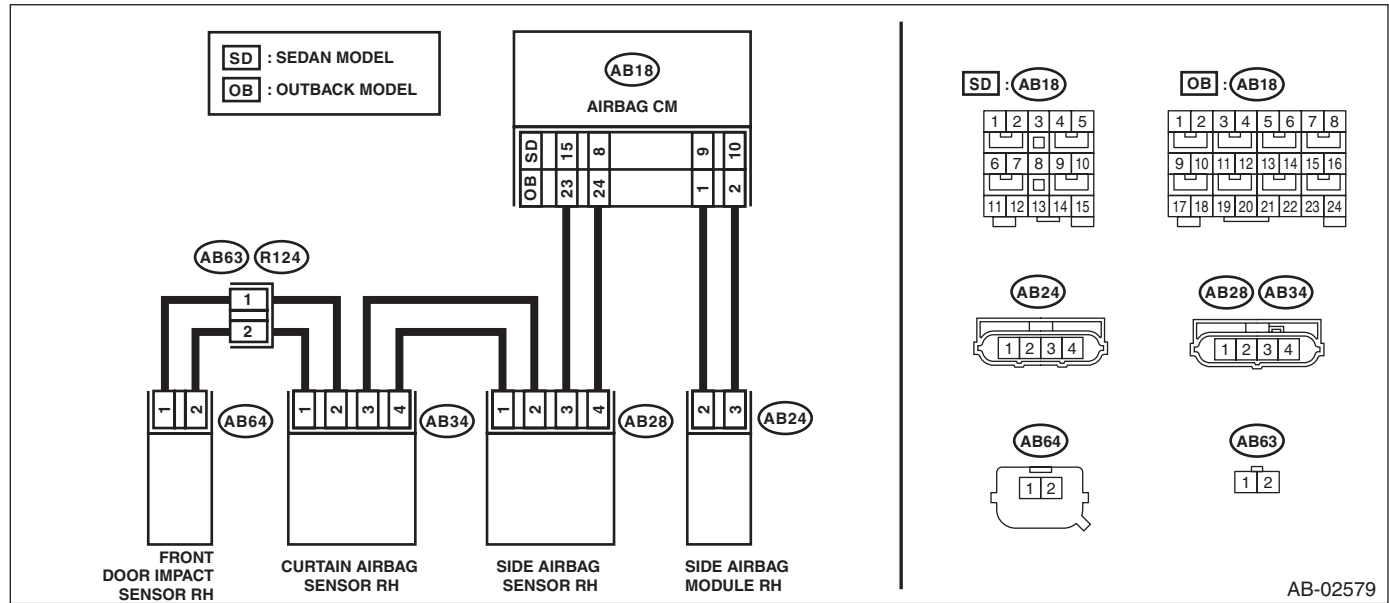 SD : SEDAN MODEL
OB : OUTBACK MODEL
AB18
AIRBAG CM
SD 15 8 9 10
OB 23 24 1 2
AB63 R124
1
2
1 2 AB64
1 2 3 4 AB34
1 2 3 4 AB28
2 3 AB24
FRONT
DOOR IMPACT
SENSOR RH
CURTAIN AIRBAG
SENSOR RH
SIDE AIRBAG
SENSOR RH
SIDE AIRBAG
MODULE RH
SD : AB18
1 2 3 4 5
6 7 8 9 10
11 12 13 14 15
OB : AB18
1 2 3 4 5 6 7 8
9 10 11 12 13 14 15 16
17 18 19 20 21 22 23 24
AB24
1 2 3 4
AB28 AB34
1 2 3 4
AB64
1 2
AB63
1 2
AB-02579